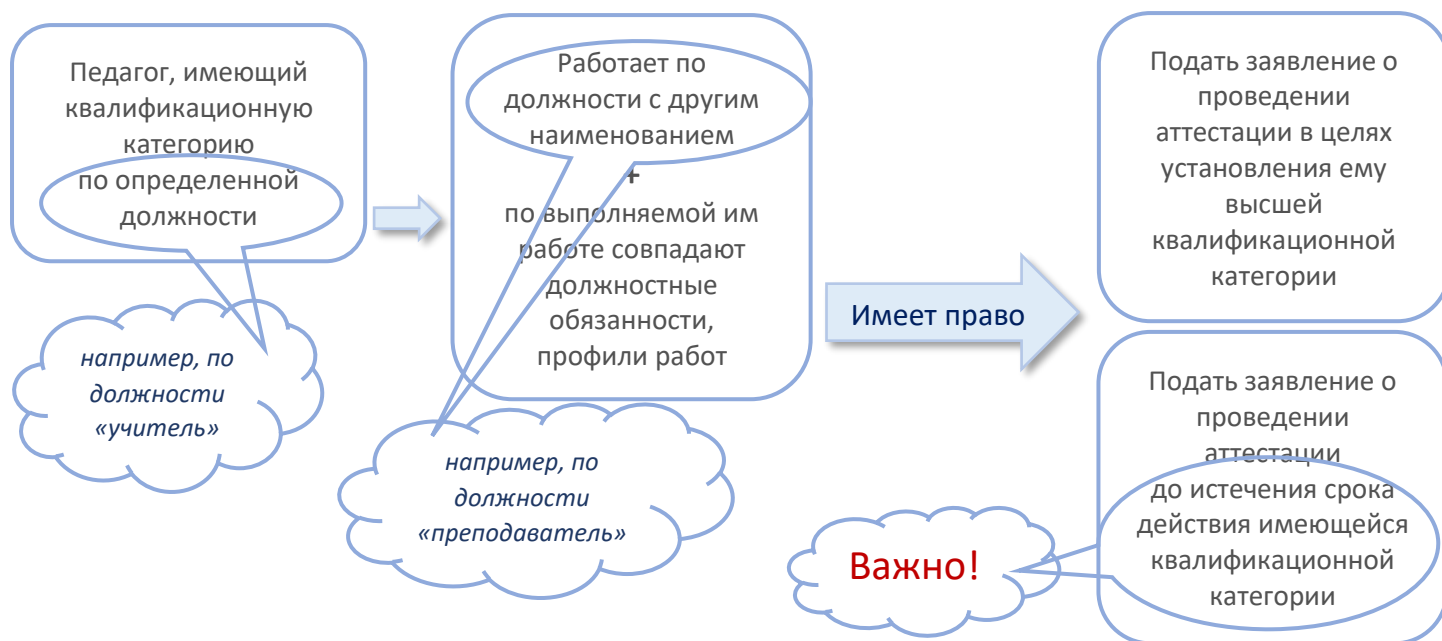 Педагог, имеющий
квалификационную
категорию
по определенной
должности
например, по
должности
«учитель»
Работает по
должности с другим
наименованием
+
по выполняемой им
работе совпадают
должностные
обязанности,
профили работ
например, по
должности
«преподаватель»
Имеет право
Подать заявление о
проведении
аттестации в целях
установления ему
высшей
квалификационной
категории
Подать заявление о
проведении
аттестации
до истечения срока
действия имеющейся
квалификационной
категории
Важно!